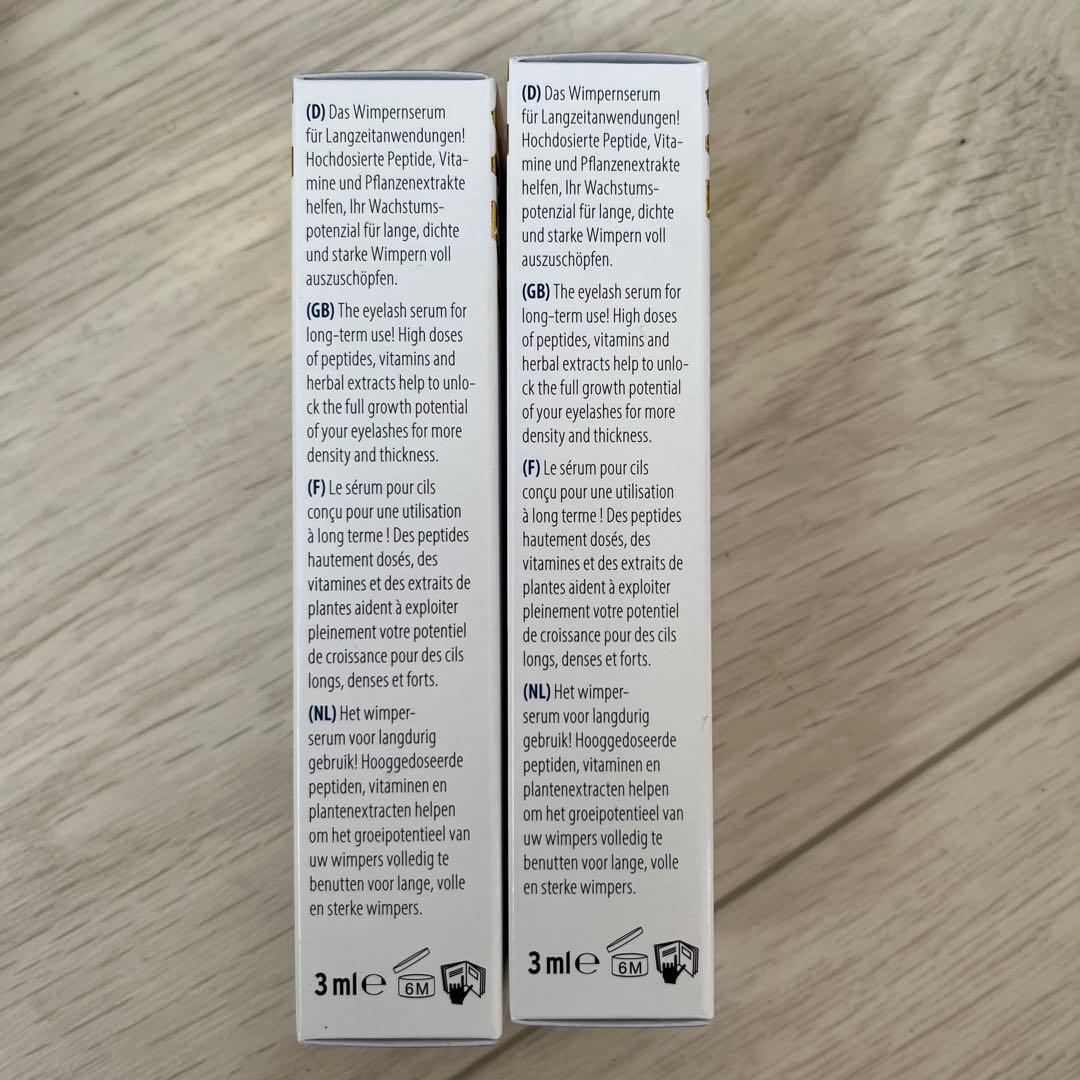 (D) Das Wimpernserum
für Langzeitanwendungen!
Hochdosierte Peptide, Vita-
mine und Pflanzenextrakte
helfen, Ihr Wachstums-
potenzial für lange, dichte
und starke Wimpern voll
auszuschöpfen.
(GB) The eyelash serum for
long-term use! High doses
of peptides, vitamins and
herbal extracts help to unlo-
ck the full growth potential
of your eyelashes for more
density and thickness.
(F) Le sérum pour cils
conçu pour une utilisation
à long terme ! Des peptides
hautement dosés, des
vitamines et des extraits de
plantes aident à exploiter
pleinement votre potentiel
de croissance pour des cils
longs, denses et forts.
(NL) Het wimper-
serum voor langdurig
gebruik! Hooggedoseerde
peptiden, vitaminen en
plantenextracten helpen
om het groeipotentieel van
uw wimpers volledig te
benutten voor lange, volle
en sterke wimpers.
3 ml ℮ 6M
(D) Das Wimpernserum
für Langzeitanwendungen!
Hochdosierte Peptide, Vita-
mine und Pflanzenextrakte
helfen, Ihr Wachstums-
potenzial für lange, dichte
und starke Wimpern voll
auszuschöpfen.
(GB) The eyelash serum for
long-term use! High doses
of peptides, vitamins and
herbal extracts help to unlo-
ck the full growth potential
of your eyelashes for more
density and thickness.
(F) Le sérum pour cils
conçu pour une utilisation
à long terme ! Des peptides
hautement dosés, des
vitamines et des extraits de
plantes aident à exploiter
pleinement votre potentiel
de croissance pour des cils
longs, denses et forts.
(NL) Het wimper-
serum voor langdurig
gebruik! Hooggedoseerde
peptiden, vitaminen en
plantenextracten helpen
om het groeipotentieel van
uw wimpers volledig te
benutten voor lange, volle
en sterke wimpers.
3 ml ℮ 6M